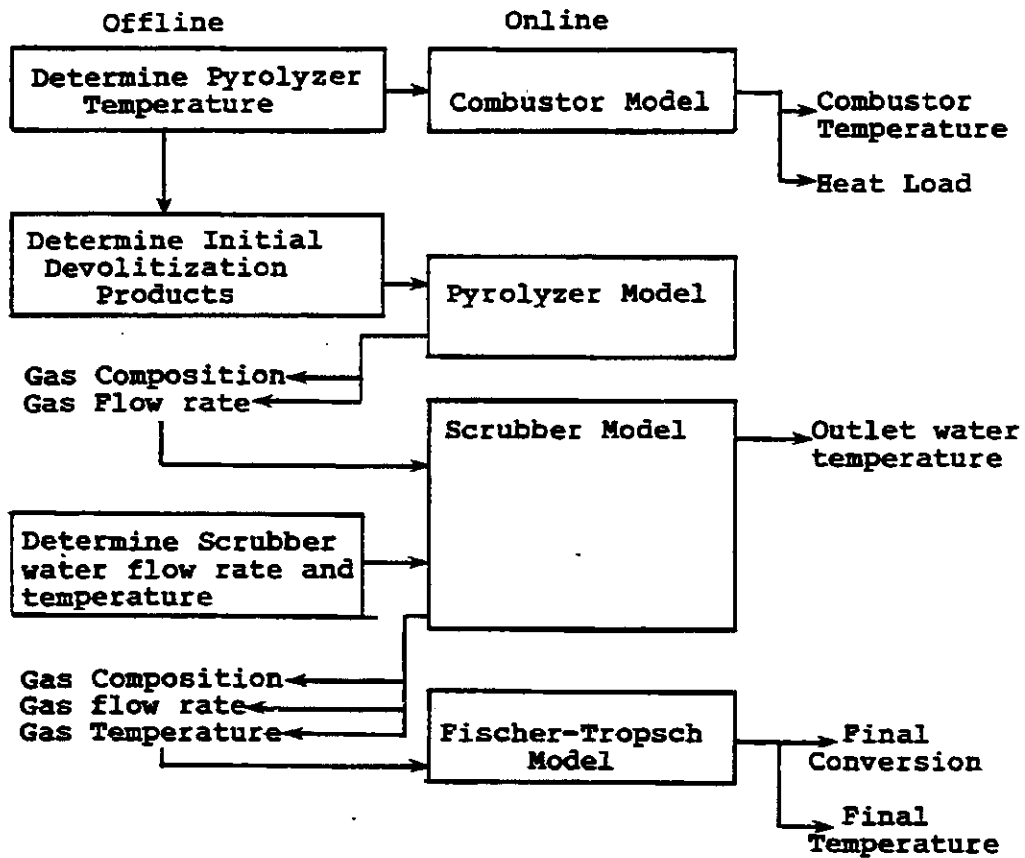 Offline
Online
Determine Pyrolyzer
Temperature
Combustor Model
Combustor
Temperature
Heat Load
Determine Initial
Devolitization
Products
Pyrolyzer Model
Gas Composition
Gas Flow rate
Scrubber Model
Outlet water
temperature
Determine Scrubber
water flow rate and
temperature
Gas Composition
Gas flow rate
Gas Temperature
Fischer-Tropsch
Model
Final
Conversion
Final
Temperature